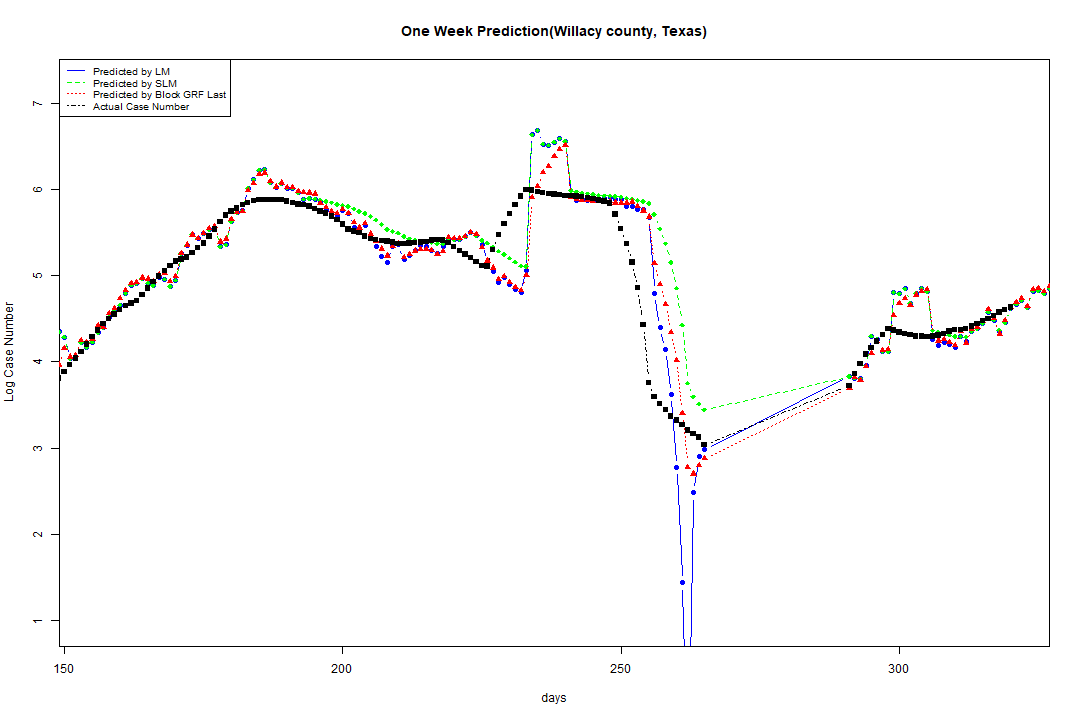 One Week Prediction(Willacy county, Texas)
Predicted by LM
Predicted by SLM
Predicted by Block GRF Last
Actual Case Number
7
6
5
4
3
2
1
Log Case Number
150 200 250 300
days